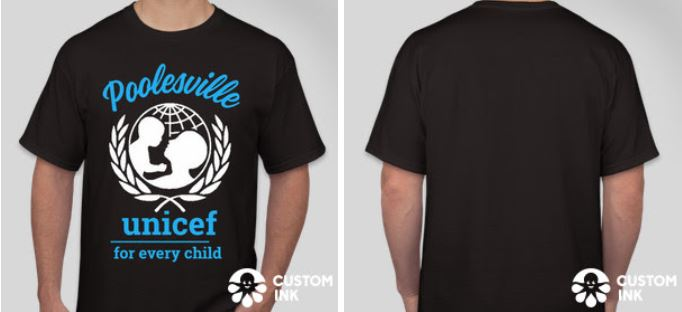 Poolesville
unicef
for every child
CUSTOM
INK
CUSTOM
INK